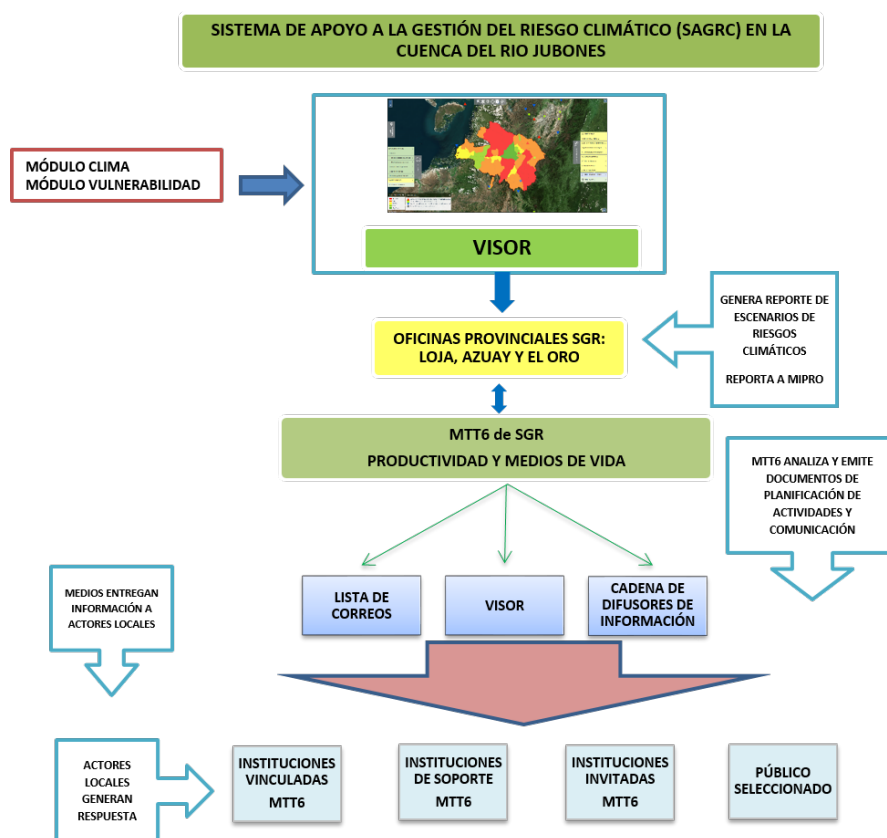 SISTEMA DE APOYO A LA GESTIÓN DEL RIESGO CLIMÁTICO (SAGRC) EN LA
CUENCA DEL RIO JUBONES
MÓDULO CLIMA
MÓDULO VULNERABILIDAD
VISOR
OFICINAS PROVINCIALES SGR:
LOJA, AZUAY Y EL ORO
GENERA REPORTE DE
ESCENARIOS DE
RIESGOS
CLIMÁTICOS
REPORTA A MIPRO
MTT6 de SGR
PRODUCTIVIDAD Y MEDIOS DE VIDA
MTT6 ANALIZA Y EMITE
DOCUMENTOS DE
PLANIFICACIÓN DE
ACTIVIDADES Y
COMUNICACIÓN
LISTA DE
CORREOS
VISOR
CADENA DE
DIFUSORES DE
INFORMACIÓN
MEDIOS ENTREGAN
INFORMACIÓN A
ACTORES LOCALES
ACTORES
LOCALES
GENERAN
RESPUESTA
INSTITUCIONES
VINCULADAS
MTT6
INSTITUCIONES
DE SOPORTE
MTT6
INSTITUCIONES
INVITADAS
MTT6
PÚBLICO
SELECCIONADO